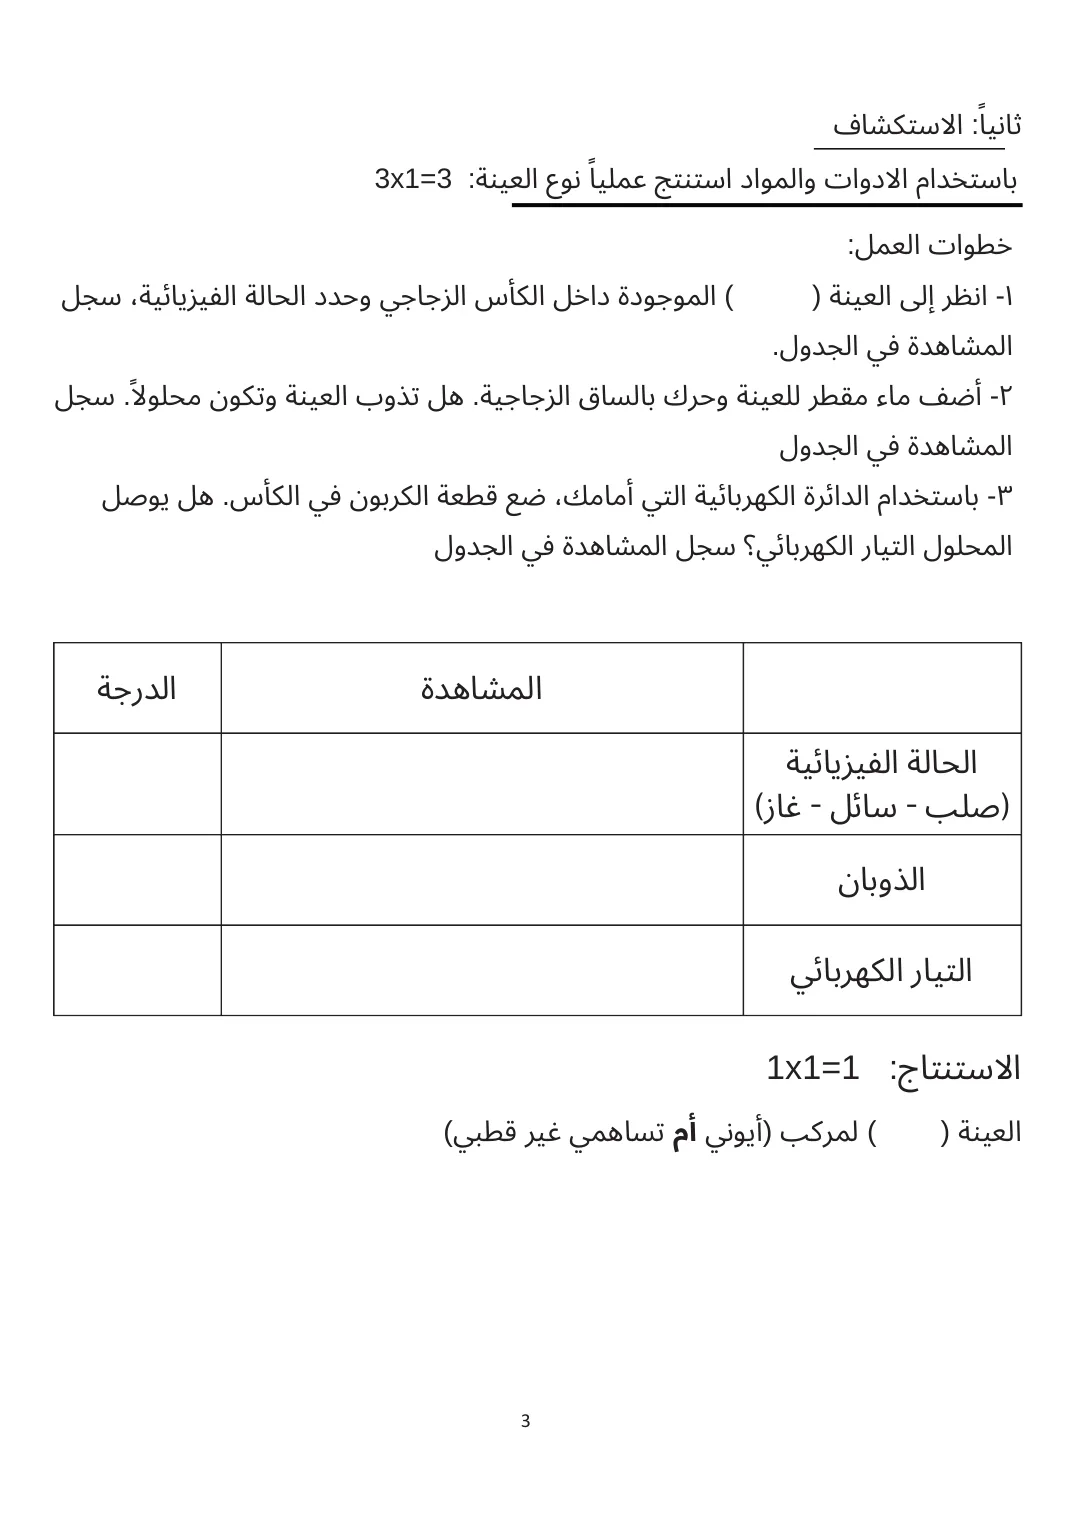 ثانياً: الاستكشاف
باستخدام الادوات والمواد استنتج عملياً نوع العينة: 3x1=3
خطوات العمل:
١- انظر إلى العينة ( ) الموجودة داخل الكأس الزجاجي وحدد الحالة الفيزيائية، سجل
المشاهدة في الجدول.
٢- أضف ماء مقطر للعينة وحرك بالساق الزجاجية. هل تذوب العينة وتكون محلولاً. سجل
المشاهدة في الجدول
٣- باستخدام الدائرة الكهربائية التي أمامك، ضع قطعة الكربون في الكأس. هل يوصل
المحلول التيار الكهربائي؟ سجل المشاهدة في الجدول
المشاهدة الدرجة
الحالة الفيزيائية
(صلب - سائل - غاز)
الذوبان
التيار الكهربائي
الاستنتاج: 1x1=1
العينة ( ) لمركب (أيوني أم تساهمي غير قطبي)
3